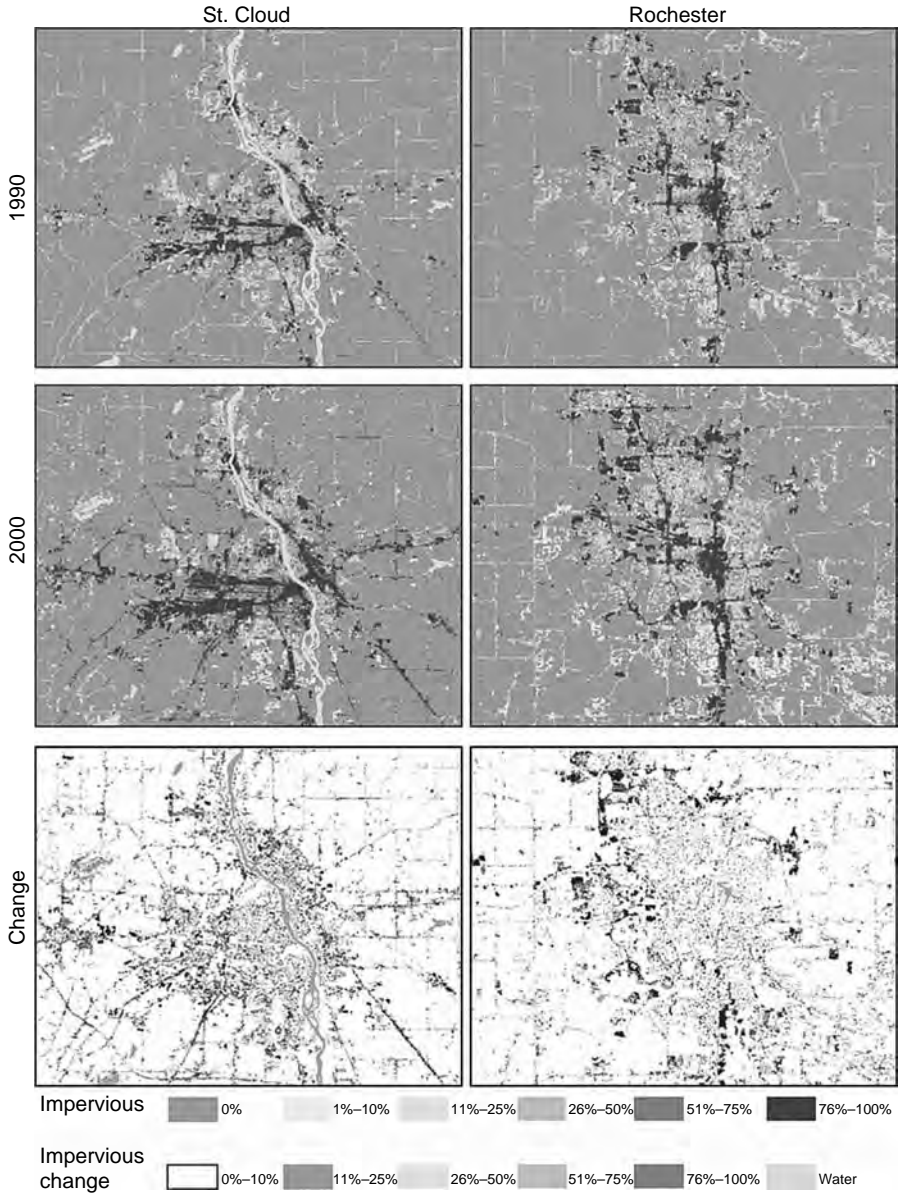 St. Cloud
Rochester
1990
2000
Change
Impervious
0%
1%–10%
11%–25%
26%–50%
51%–75%
76%–100%
Impervious
change
0%–10%
11%–25%
26%–50%
51%–75%
76%–100%
Water